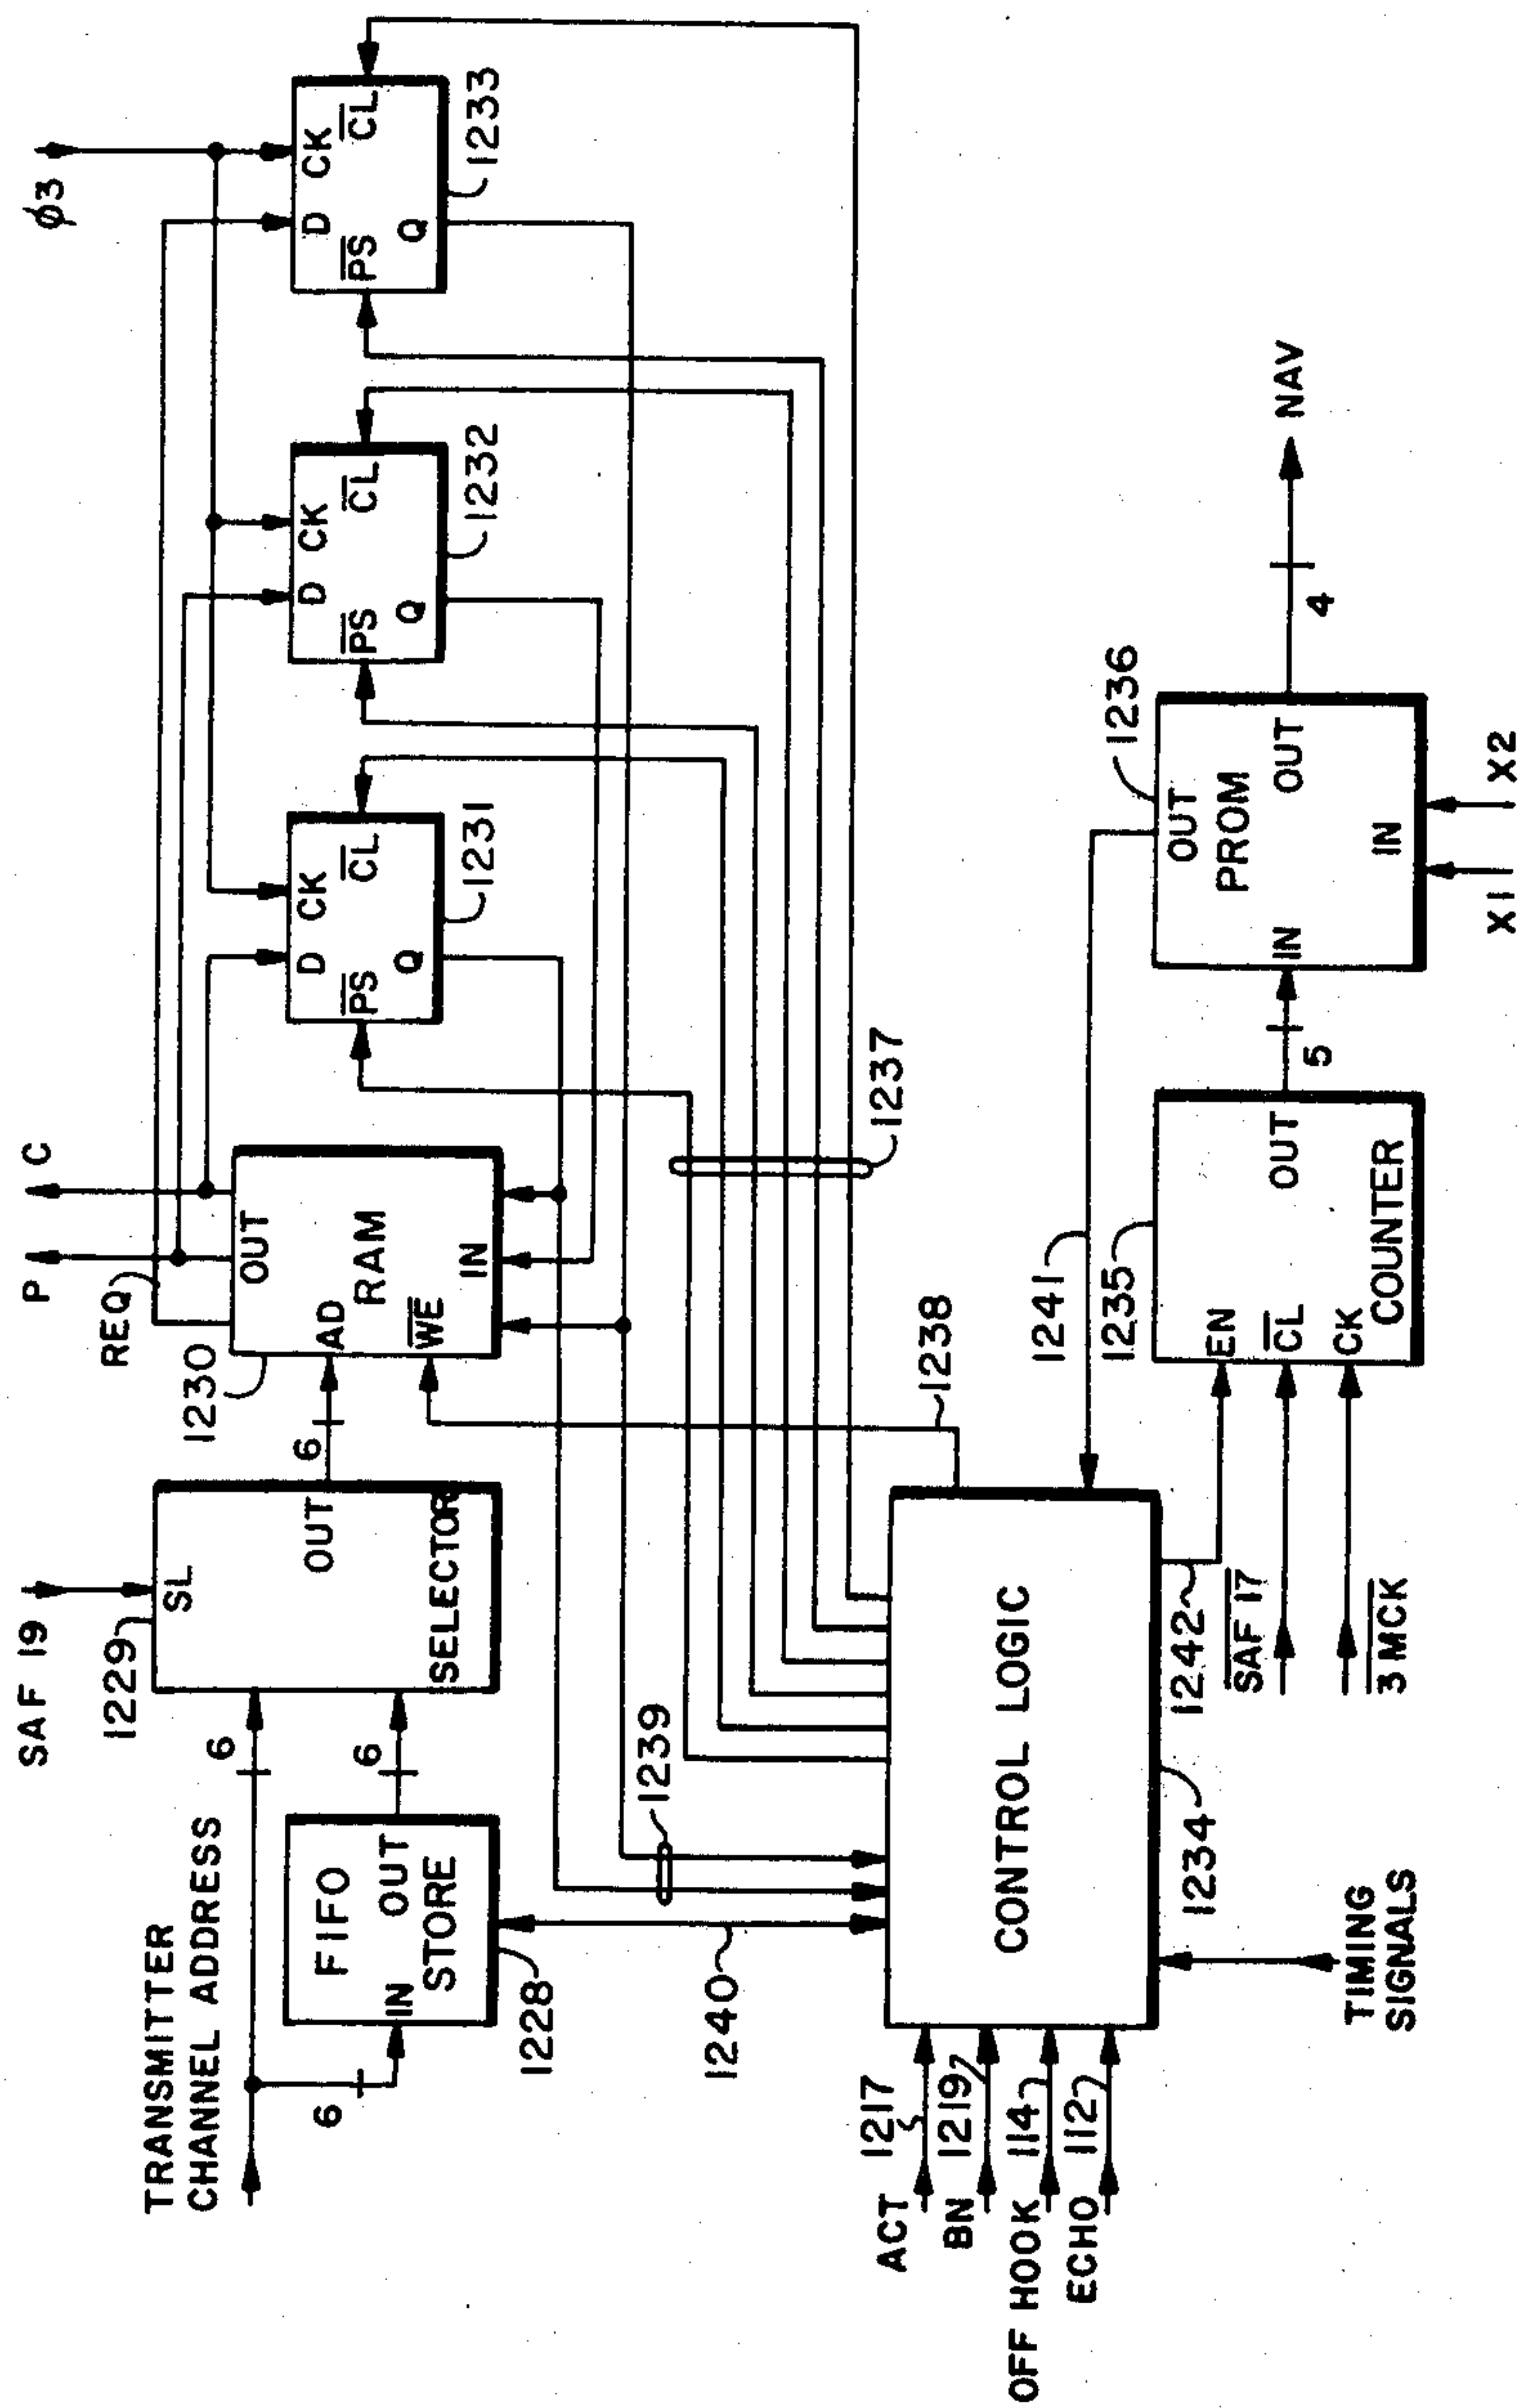 TRANSMITTER
CHANNEL ADDRESS
6
6
FIFO
IN
OUT
STORE
1228
6
SAF 19
1229
SL
OUT
SELECTOR
6
P
C
REQ
1230
OUT
AD
RAM
WE
IN
φ3
D
CK
PS
CL
Q
1231
D
CK
PS
CL
Q
1232
D
CK
PS
CL
Q
1233
1237
1238
1239
1240
ACT
1217
BN
1219
OFF HOOK
114
ECHO
112
CONTROL LOGIC
1234
TIMING
SIGNALS
1241
1242
SAF 17
3 MCK
1235
EN
CL
CK
OUT
COUNTER
5
1236
OUT
PROM
IN
OUT
IN
X1
X2
4
NAV